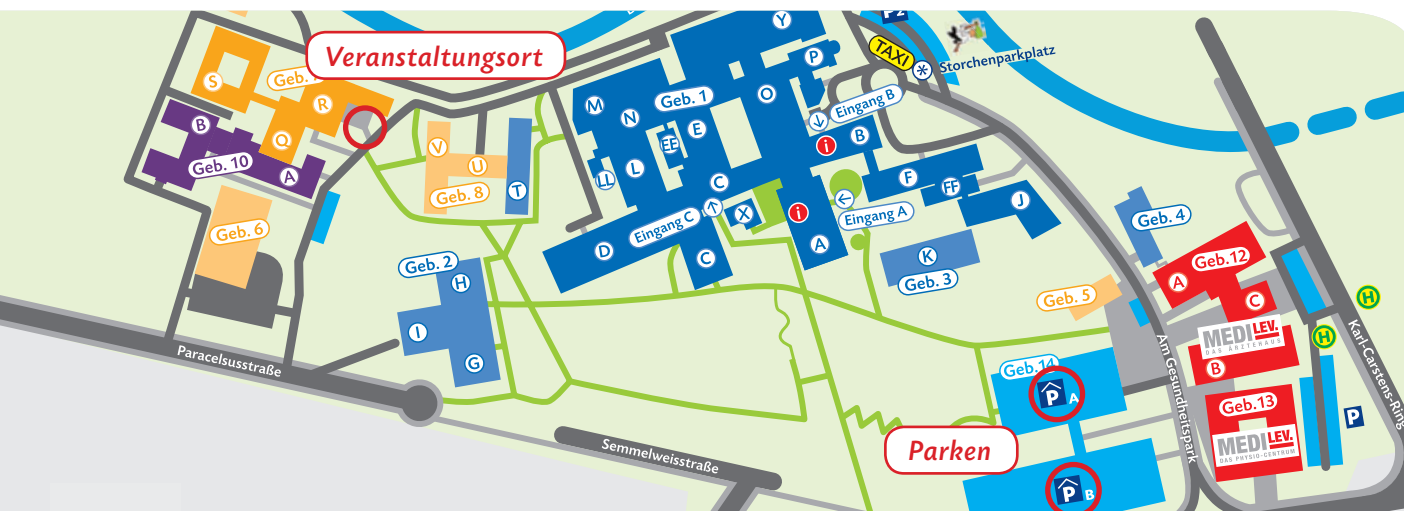 Veranstaltungsort
S
Geb.
R
Q
B
Geb. 10
A
Geb. 6
V
U
Geb. 8
T
Geb. 2
H
I
G
M
N
Geb. 1
E
EF
L
LL
O
Y
P
P2
TAXI
Storchenparkplatz
Eingang B
i
B
C
X
i
Eingang C
D
C
A
Eingang A
F
FF
J
K
Geb. 3
Geb. 4
Geb. 5
Geb. 12
A
C
MEDILEV.
DAS ÄRZTEHAUS
B
Geb. 13
MEDILEV.
DAS PHYSIO-CENTRUM
H
H
P
Karl-Carstens-Ring
Am Gesundheitspark
Geb. 14
P A
P B
Parken
Paracelsusstraße
Semmelweisstraße